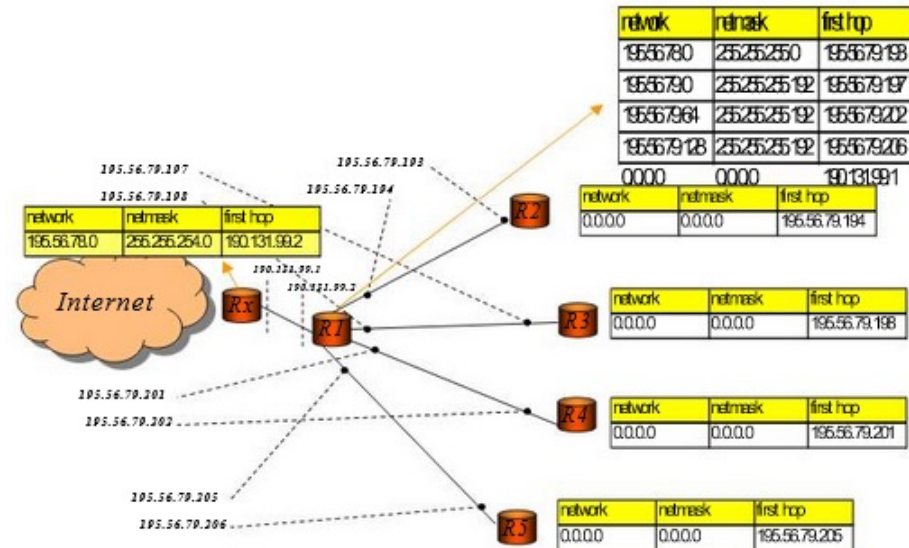 network netmask first hop
195.56.78.0 255.255.255.0 195.56.79.193
195.56.79.0 255.255.255.192 195.56.79.197
195.56.79.64 255.255.255.192 195.56.79.202
195.56.79.128 255.255.255.192 195.56.79.206
0.0.0.0 0.0.0.0 190.131.99.1
195.56.79.197
195.56.79.198
195.56.79.193
195.56.79.194
R2
network netmask first hop
0.0.0.0 0.0.0.0 195.56.79.194
network netmask first hop
195.56.78.0 255.255.254.0 190.131.99.2
Internet
Rx
190.131.99.1
190.131.99.2
R1
R3
network netmask first hop
0.0.0.0 0.0.0.0 195.56.79.198
195.56.79.201
195.56.79.202
R4
network netmask first hop
0.0.0.0 0.0.0.0 195.56.79.201
195.56.79.205
195.56.79.206
R5
network netmask first hop
0.0.0.0 0.0.0.0 195.56.79.205